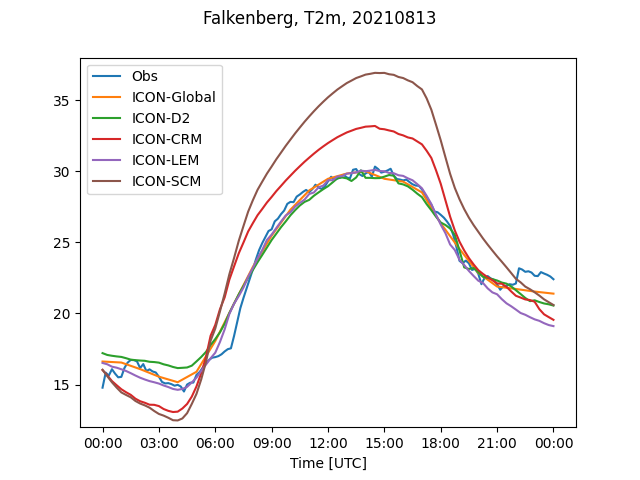 Falkenberg, T2m, 20210813
Obs
ICON-Global
ICON-D2
ICON-CRM
ICON-LEM
ICON-SCM
35
30
25
20
15
00:00 03:00 06:00 09:00 12:00 15:00 18:00 21:00 00:00
Time [UTC]